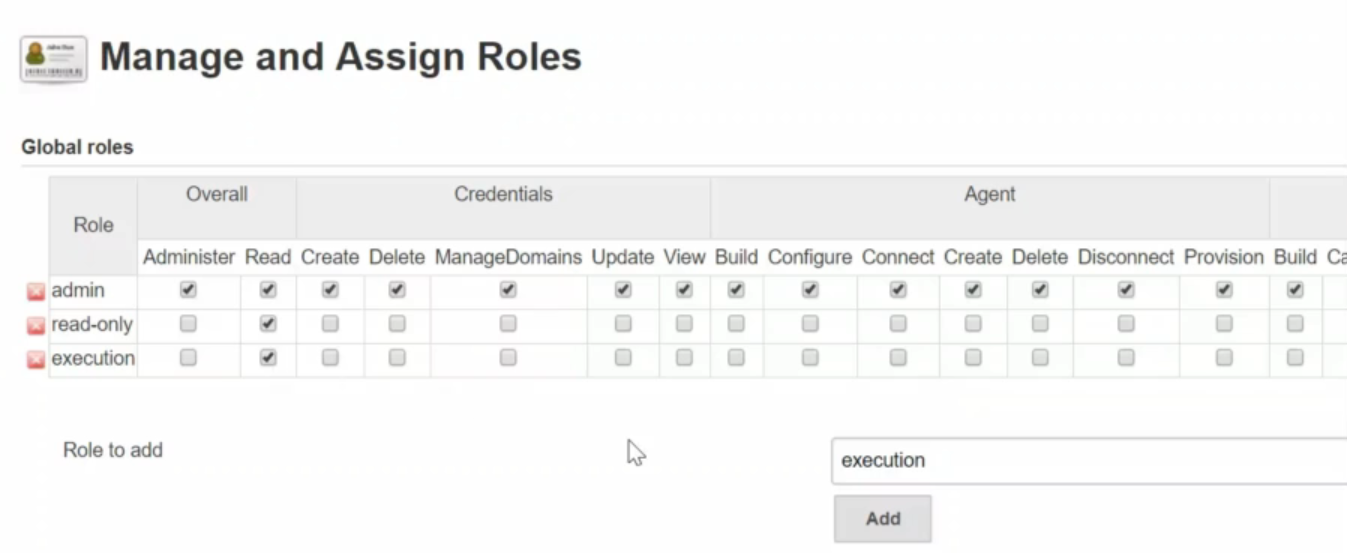 Manage and Assign Roles
Global roles
Role
Overall
Credentials
Agent
Administer Read Create Delete ManageDomains Update View Build Configure Connect Create Delete Disconnect Provision Build Ca
admin
read-only
execution
Role to add
execution
Add